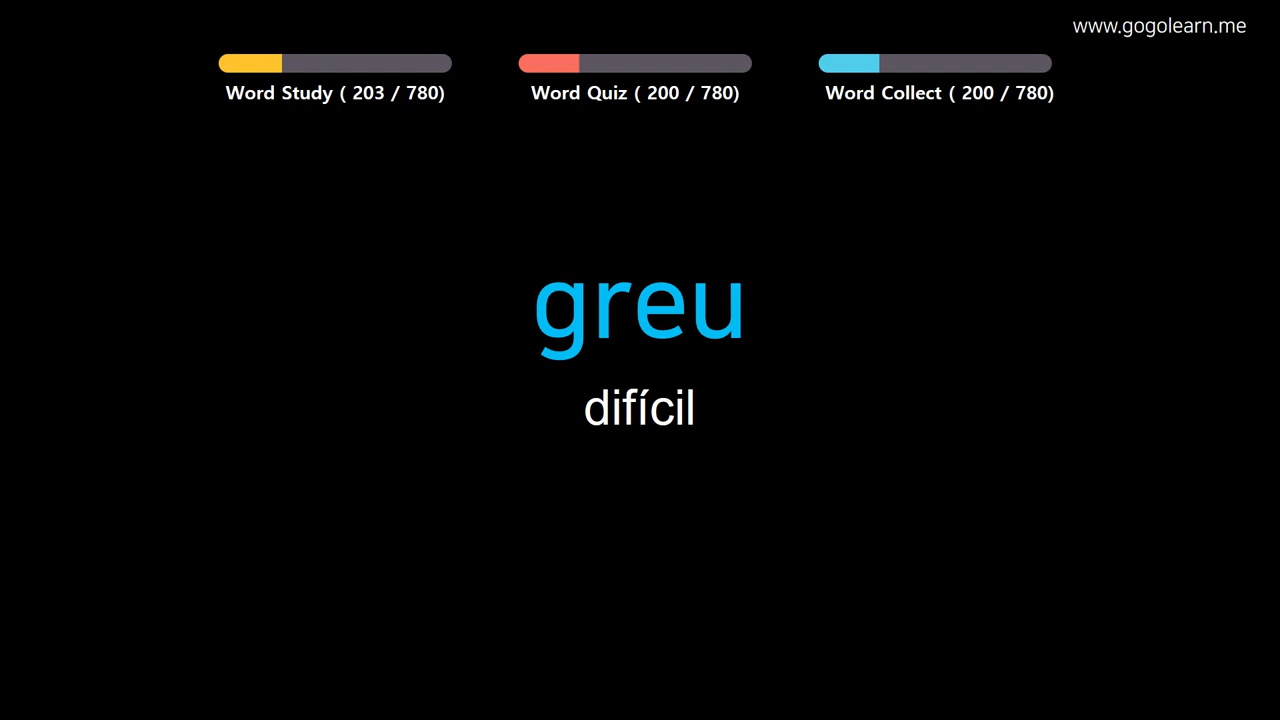 www.gogolearn.me
Word Study ( 203 / 780)
Word Quiz ( 200 / 780)
Word Collect ( 200 / 780)
greu
difícil